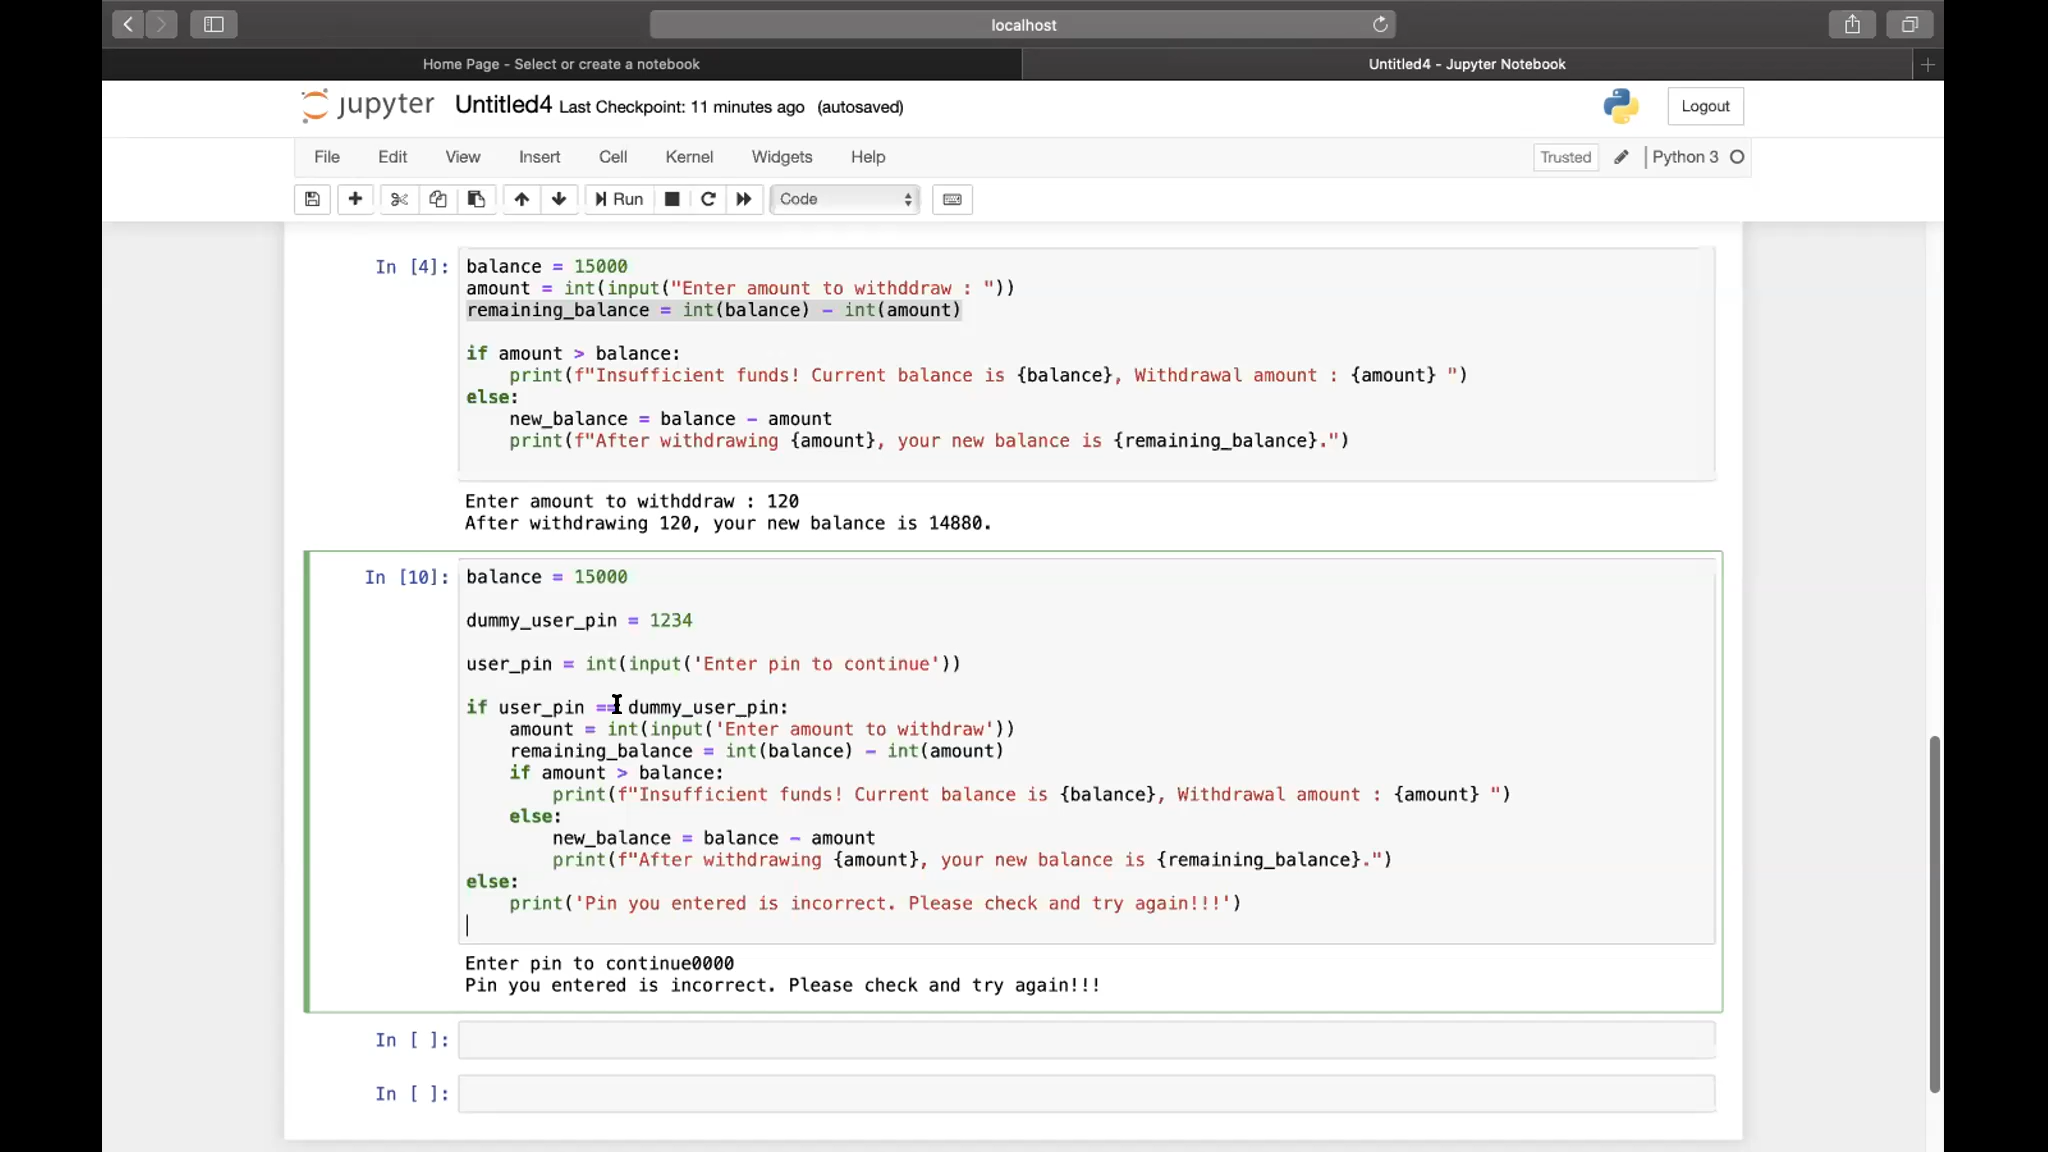 localhost
Home Page - Select or create a notebook
Untitled4 - Jupyter Notebook
jupyter Untitled4 Last Checkpoint: 11 minutes ago (autosaved)
Logout
File Edit View Insert Cell Kernel Widgets Help
Trusted Python 3
Run Code
In [4]:
balance = 15000
amount = int(input("Enter amount to withddraw : "))
remaining_balance = int(balance) - int(amount)
if amount > balance:
    print(f"Insufficient funds! Current balance is {balance}, Withdrawal amount : {amount} ")
else:
    new_balance = balance - amount
    print(f"After withdrawing {amount}, your new balance is {remaining_balance}.")
Enter amount to withddraw : 120
After withdrawing 120, your new balance is 14880.
In [10]:
balance = 15000
dummy_user_pin = 1234
user_pin = int(input('Enter pin to continue'))
if user_pin == dummy_user_pin:
    amount = int(input('Enter amount to withdraw'))
    remaining_balance = int(balance) - int(amount)
    if amount > balance:
        print(f"Insufficient funds! Current balance is {balance}, Withdrawal amount : {amount} ")
    else:
        new_balance = balance - amount
        print(f"After withdrawing {amount}, your new balance is {remaining_balance}.")
else:
    print('Pin you entered is incorrect. Please check and try again!!!')
Enter pin to continue0000
Pin you entered is incorrect. Please check and try again!!!
In [ ]:
In [ ]: